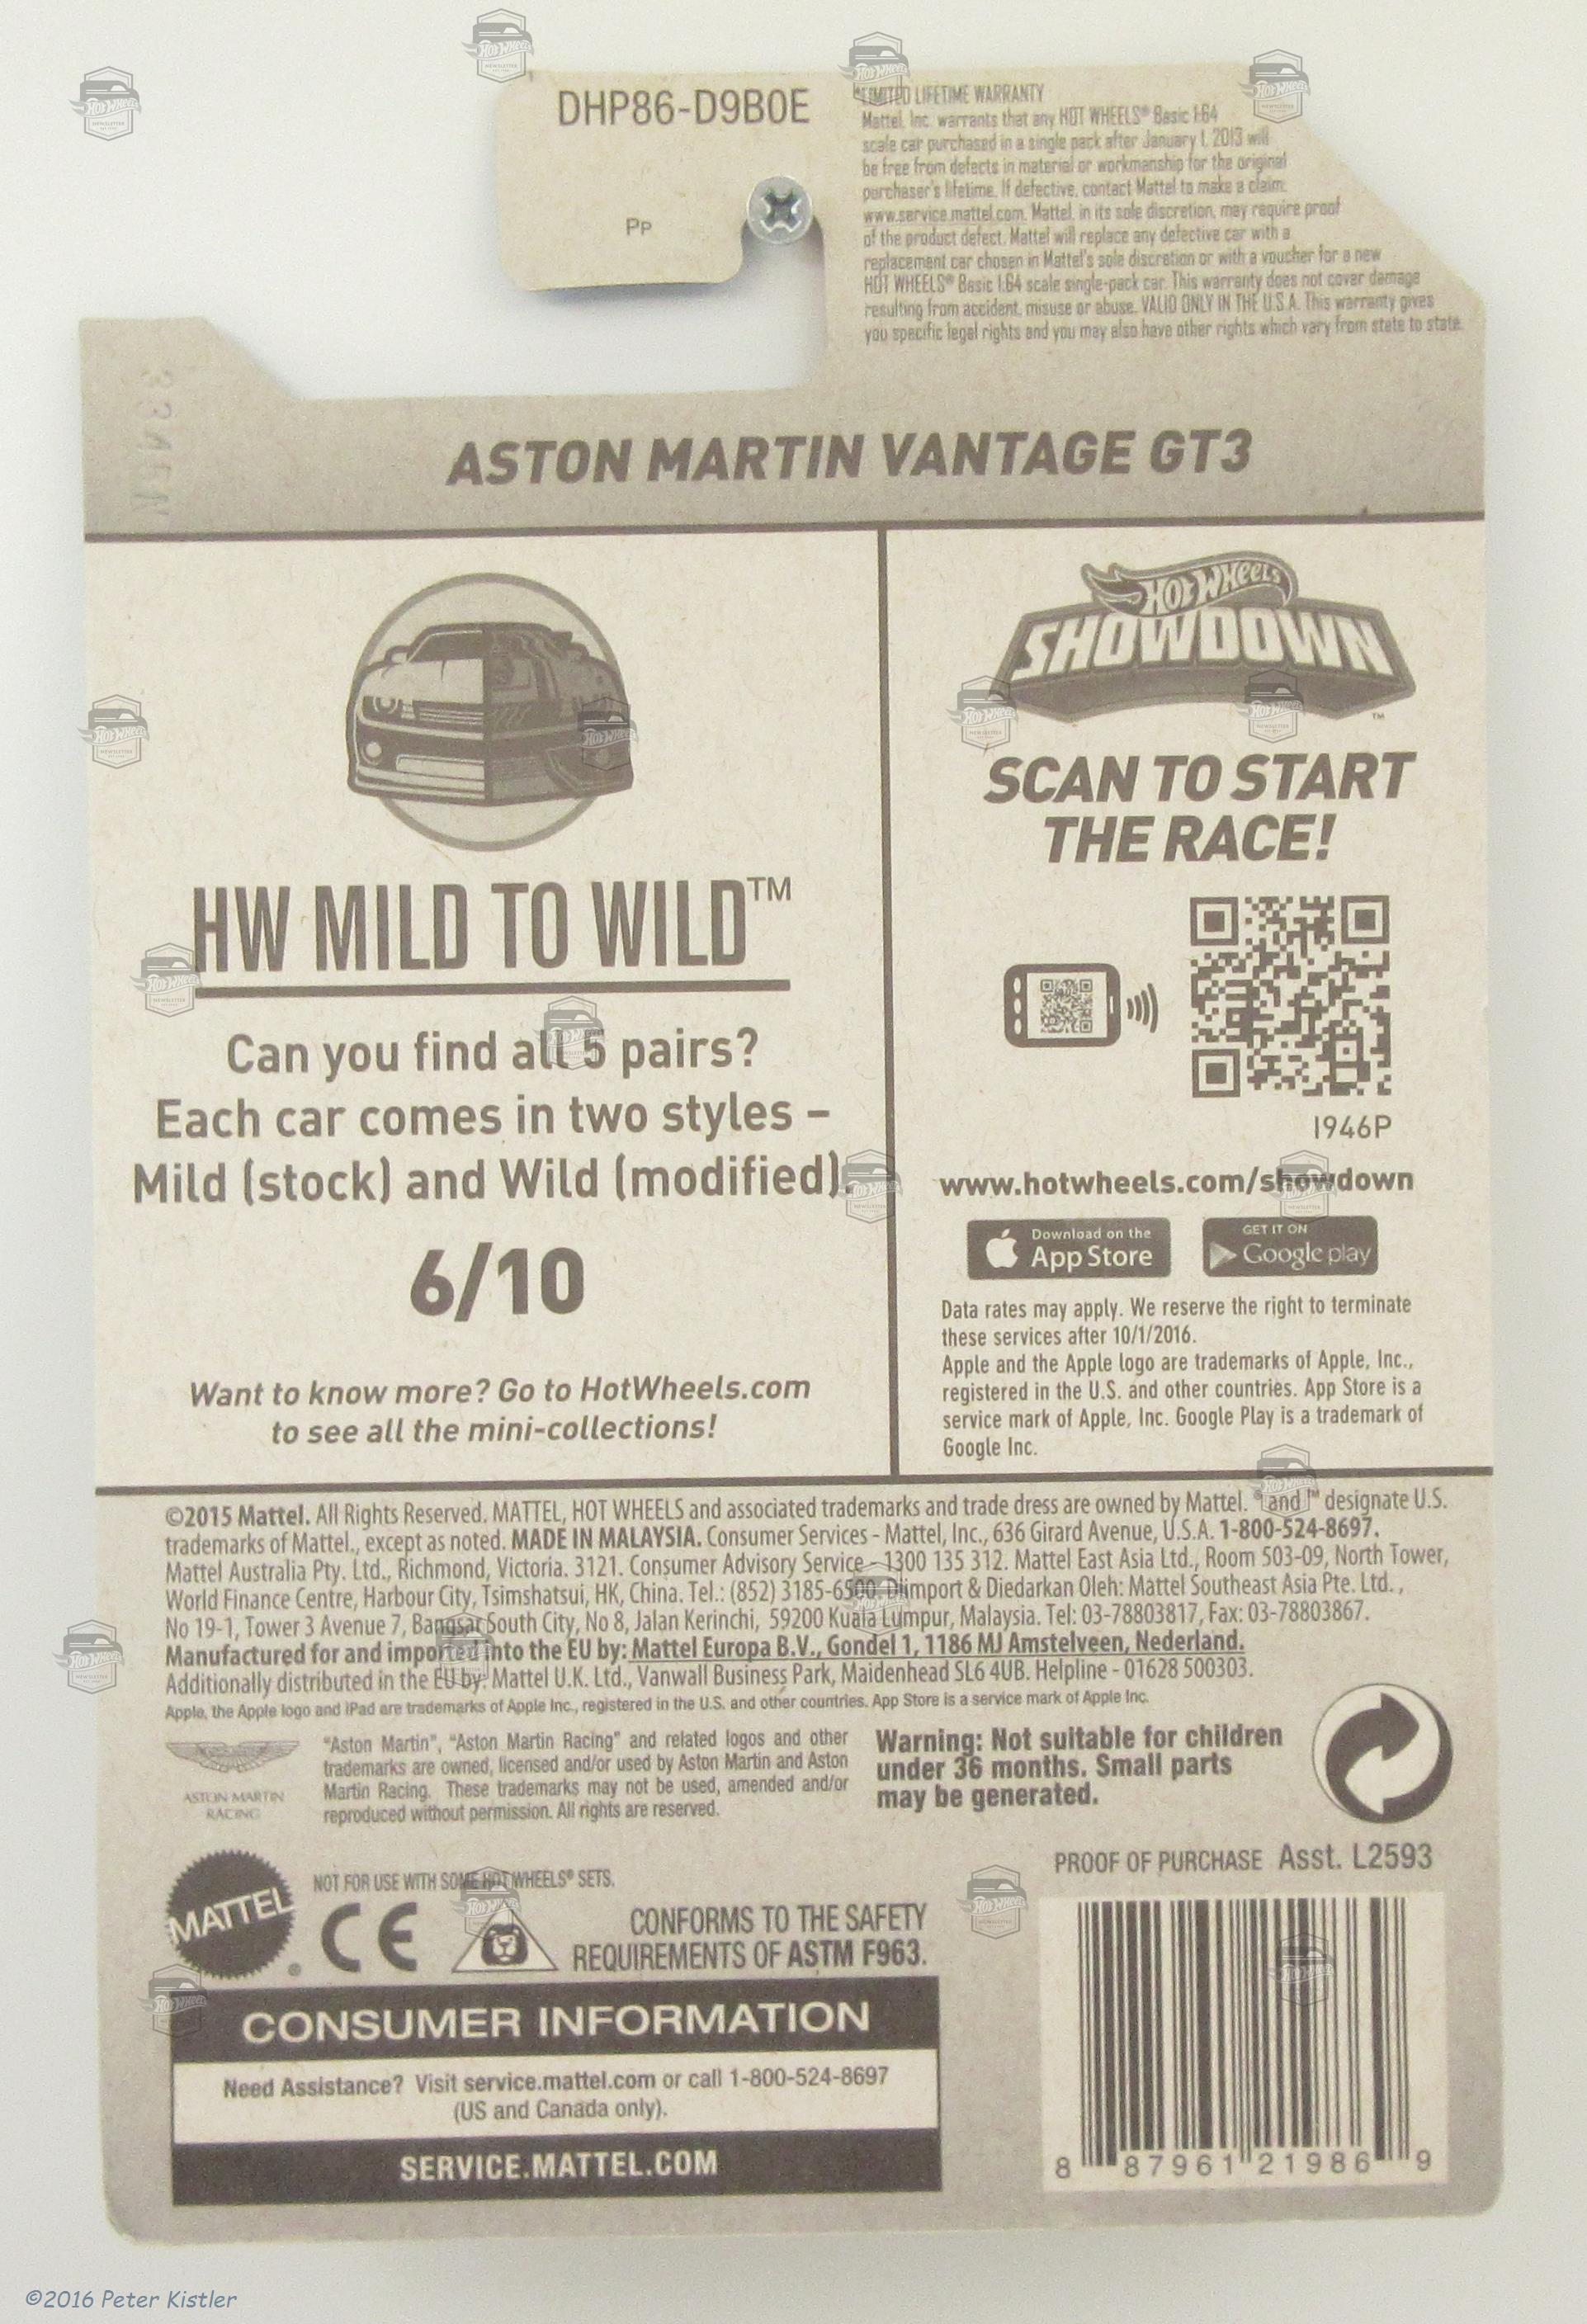 DHP86-D9B0E
Pp
LIMITED LIFETIME WARRANTY
Mattel, Inc. warrants that any HOT WHEELS® Basic 1:64
scale car purchased in a single pack after January 1, 2013 will
be free from defects in material or workmanship for the original
purchaser's lifetime. If defective, contact Mattel to make a claim:
www.service.mattel.com. Mattel, in its sole discretion, may require proof
of the product defect. Mattel will replace any defective car with a
replacement car chosen in Mattel's sole discretion or with a voucher for a new
HOT WHEELS® Basic 1:64 scale single-pack car. This warranty does not cover damage
resulting from accident, misuse or abuse. VALID ONLY IN THE U.S.A. This warranty gives
you specific legal rights and you may also have other rights which vary from state to state.
ASTON MARTIN VANTAGE GT3
HW MILD TO WILD™
Can you find all 5 pairs?
Each car comes in two styles –
Mild (stock) and Wild (modified).
6/10
Want to know more? Go to HotWheels.com
to see all the mini-collections!
HOT WHEELS
SHOWDOWN
™
SCAN TO START
THE RACE!
1946P
www.hotwheels.com/showdown
Download on the
App Store
GET IT ON
Google play
Data rates may apply. We reserve the right to terminate
these services after 10/1/2016.
Apple and the Apple logo are trademarks of Apple, Inc.,
registered in the U.S. and other countries. App Store is a
service mark of Apple, Inc. Google Play is a trademark of
Google Inc.
©2015 Mattel. All Rights Reserved. MATTEL, HOT WHEELS and associated trademarks and trade dress are owned by Mattel. ® and ™ designate U.S.
trademarks of Mattel., except as noted. MADE IN MALAYSIA. Consumer Services - Mattel, Inc., 636 Girard Avenue, U.S.A. 1-800-524-8697.
Mattel Australia Pty. Ltd., Richmond, Victoria. 3121. Consumer Advisory Service - 1300 135 312. Mattel East Asia Ltd., Room 503-09, North Tower,
World Finance Centre, Harbour City, Tsimshatsui, HK, China. Tel.: (852) 3185-6500. Diimport & Diedarkan Oleh: Mattel Southeast Asia Pte. Ltd.,
No 19-1, Tower 3 Avenue 7, Bangsar South City, No 8, Jalan Kerinchi, 59200 Kuala Lumpur, Malaysia. Tel: 03-78803817, Fax: 03-78803867.
Manufactured for and imported into the EU by: Mattel Europa B.V., Gondel 1, 1186 MJ Amstelveen, Nederland.
Additionally distributed in the EU by: Mattel U.K. Ltd., Vanwall Business Park, Maidenhead SL6 4UB. Helpline - 01628 500303.
Apple, the Apple logo and iPad are trademarks of Apple Inc., registered in the U.S. and other countries. App Store is a service mark of Apple Inc.
ASTON MARTIN
RACING
"Aston Martin", "Aston Martin Racing" and related logos and other
trademarks are owned, licensed and/or used by Aston Martin and Aston
Martin Racing. These trademarks may not be used, amended and/or
reproduced without permission. All rights are reserved.
Warning: Not suitable for children
under 36 months. Small parts
may be generated.
PROOF OF PURCHASE Asst. L2593
MATTEL®
NOT FOR USE WITH SOME HOT WHEELS® SETS.
CE
CONFORMS TO THE SAFETY
REQUIREMENTS OF ASTM F963.
CONSUMER INFORMATION
Need Assistance? Visit service.mattel.com or call 1-800-524-8697
(US and Canada only).
SERVICE.MATTEL.COM
8 87961 21986 9
©2016 Peter Kistler